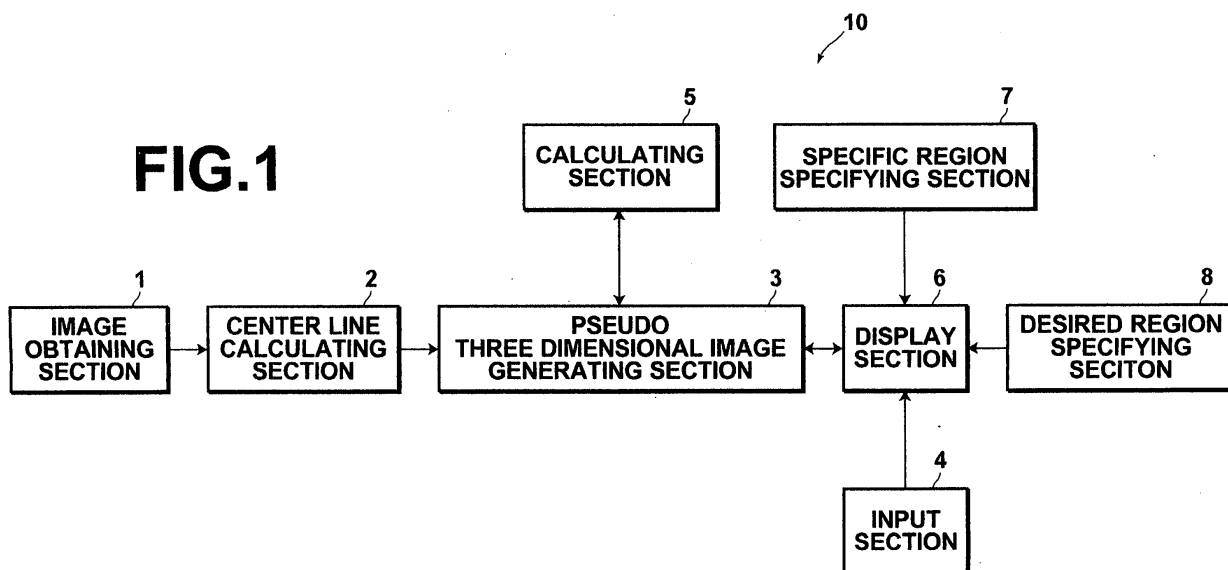 10
FIG.1
5
CALCULATING
SECTION
7
SPECIFIC REGION
SPECIFYING SECTION
1
IMAGE
OBTAINING
SECTION
2
CENTER LINE
CALCULATING
SECTION
3
PSEUDO
THREE DIMENSIONAL IMAGE
GENERATING SECTION
6
DISPLAY
SECTION
8
DESIRED REGION
SPECIFYING
SECITON
4
INPUT
SECTION